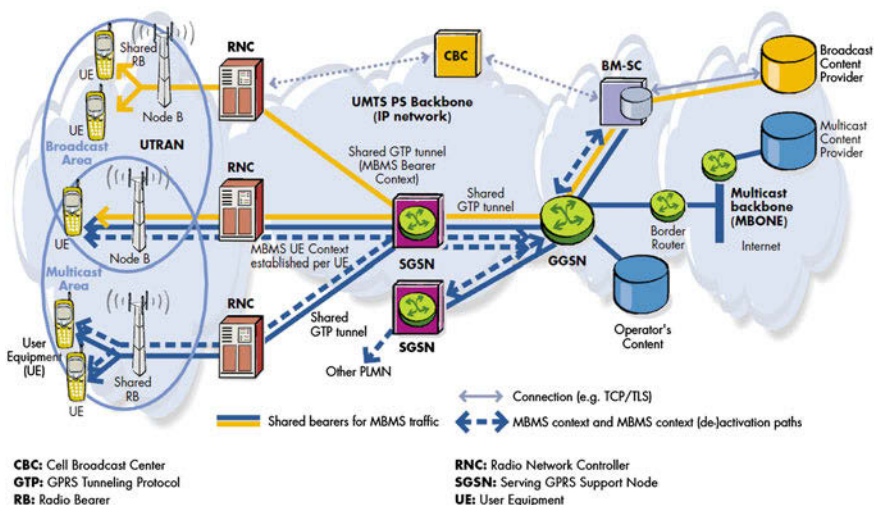 Shared
RB
UE
Node B
UE
Broadcast
Area
UTRAN
RNC
CBC
UMTS PS Backbone
(IP network)
BM-SC
Broadcast
Content
Provider
Multicast
Content
Provider
Shared GTP tunnel
(MBMS Bearer
Context)
Shared
GTP tunnel
RNC
UE
Node B
MBMS UE Context
established per UE
SGSN
GGSN
Border
Router
Multicast
backbone
(MBONE)
Internet
Multicast
Area
RNC
Shared
GTP tunnel
SGSN
Operator's
Content
User
Equipment
(UE)
UE
Shared
RB
Other PLMN
Connection (e.g. TCP/TLS)
Shared bearers for MBMS traffic
MBMS context and MBMS context (de-)activation paths
CBC: Cell Broadcast Center
GTP: GPRS Tunneling Protocol
RB: Radio Bearer
RNC: Radio Network Controller
SGSN: Serving GPRS Support Node
UE: User Equipment